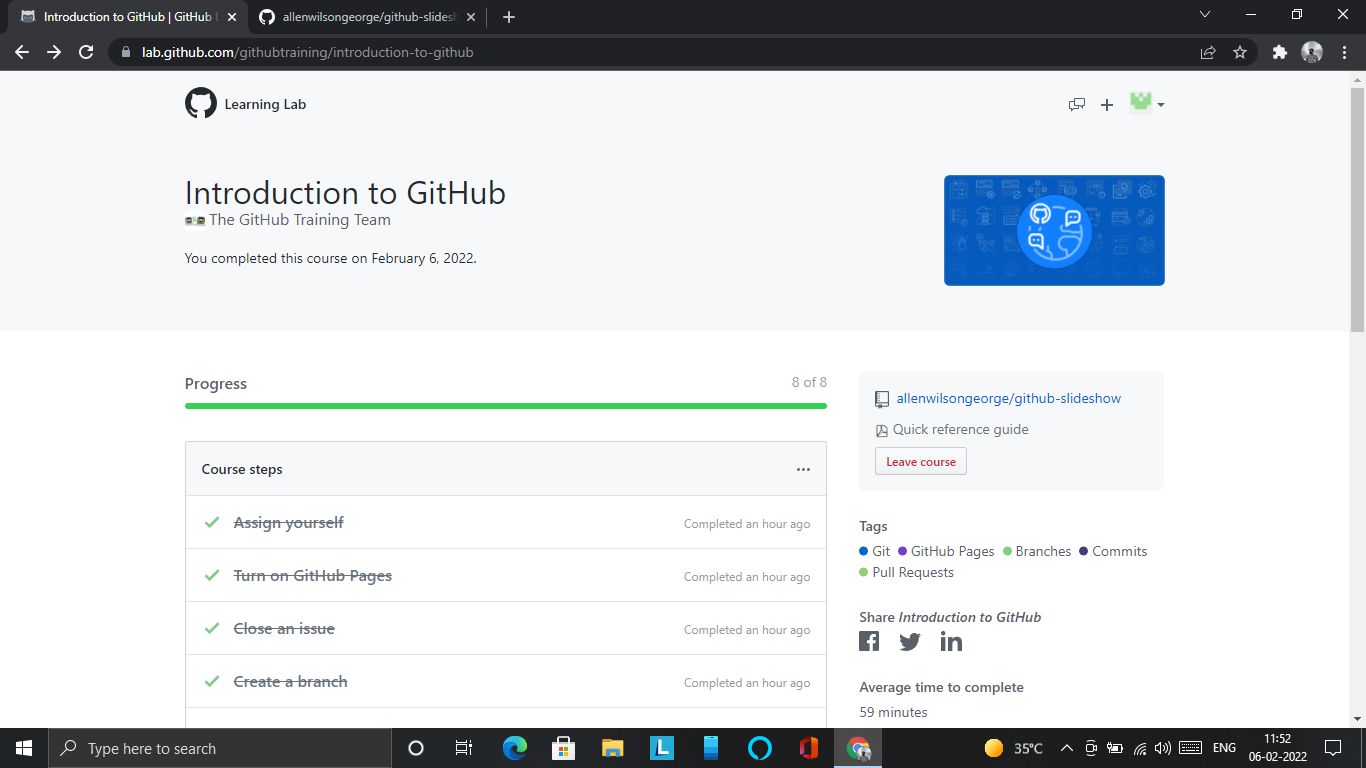 Introduction to GitHub | GitHub
allenwilsongeorge/github-slidesh
lab.github.com/githubtraining/introduction-to-github
Learning Lab
Introduction to GitHub
The GitHub Training Team
You completed this course on February 6, 2022.
Progress
8 of 8
Course steps
Assign yourself
Completed an hour ago
Turn on GitHub Pages
Completed an hour ago
Close an issue
Completed an hour ago
Create a branch
Completed an hour ago
allenwilsongeorge/github-slideshow
Quick reference guide
Leave course
Tags
Git GitHub Pages Branches Commits
Pull Requests
Share Introduction to GitHub
Average time to complete
59 minutes
Type here to search
L
35°C
ENG
11:52
06-02-2022